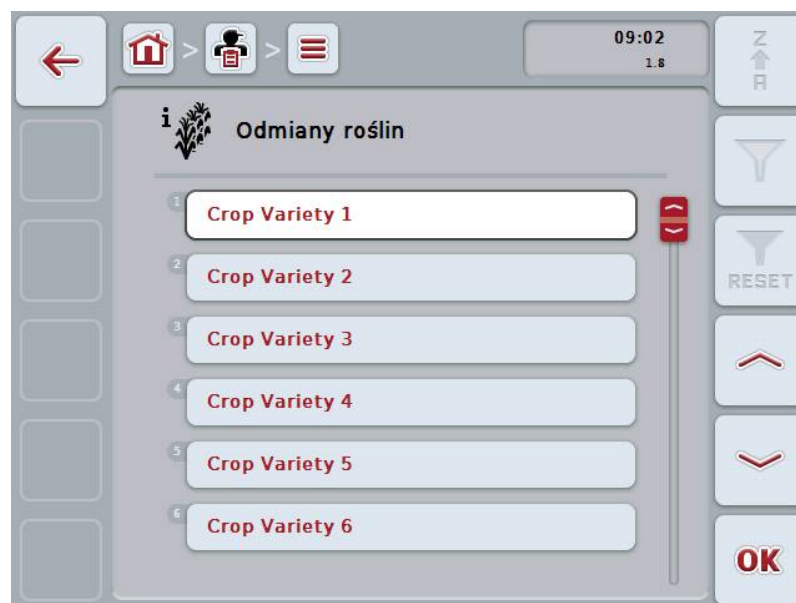 09:02
1.8
Z
A
i
Odmiany roślin
1
Crop Variety 1
2
Crop Variety 2
RESET
3
Crop Variety 3
4
Crop Variety 4
5
Crop Variety 5
6
Crop Variety 6
OK